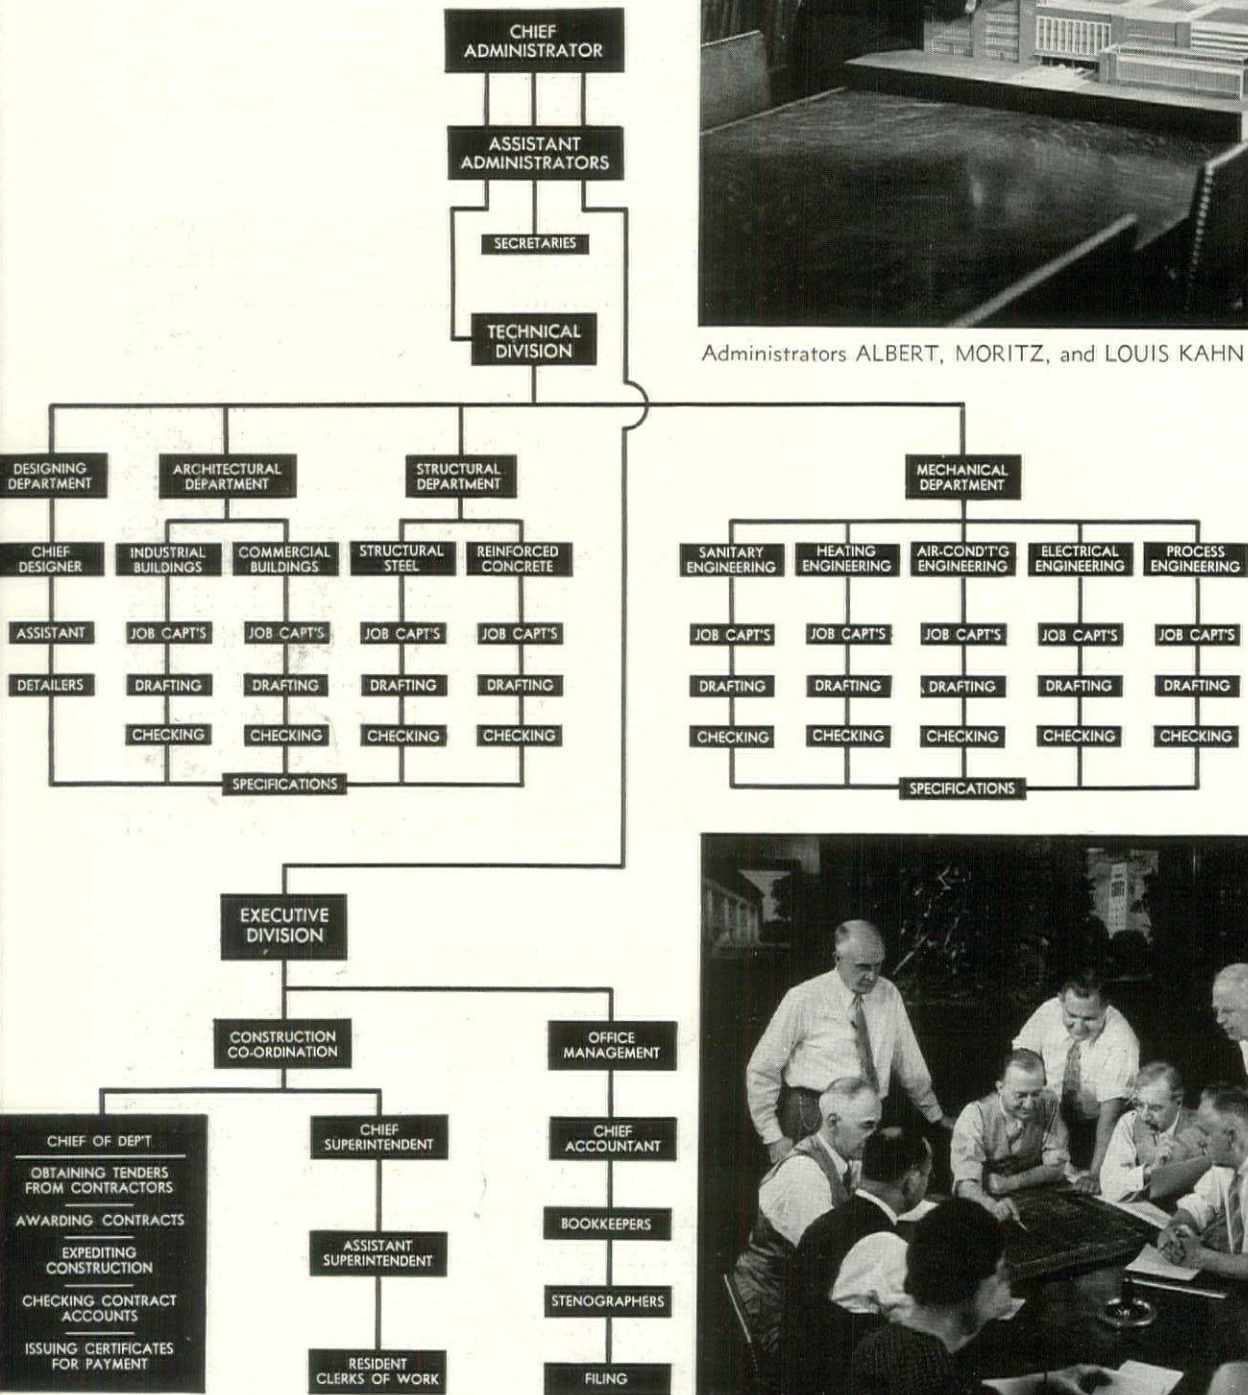 CHIEF
ADMINISTRATOR
ASSISTANT
ADMINISTRATORS
SECRETARIES
TECHNICAL
DIVISION
Administrators ALBERT, MORITZ, and LOUIS KAHN
DESIGNING
DEPARTMENT
ARCHITECTURAL
DEPARTMENT
STRUCTURAL
DEPARTMENT
MECHANICAL
DEPARTMENT
CHIEF
DESIGNER
INDUSTRIAL
BUILDINGS
COMMERCIAL
BUILDINGS
STRUCTURAL
STEEL
REINFORCED
CONCRETE
SANITARY
ENGINEERING
HEATING
ENGINEERING
AIR-COND'T'G
ENGINEERING
ELECTRICAL
ENGINEERING
PROCESS
ENGINEERING
ASSISTANT
JOB CAPT'S
JOB CAPT'S
JOB CAPT'S
JOB CAPT'S
JOB CAPT'S
JOB CAPT'S
JOB CAPT'S
JOB CAPT'S
JOB CAPT'S
DETAILERS
DRAFTING
DRAFTING
DRAFTING
DRAFTING
DRAFTING
DRAFTING
DRAFTING
DRAFTING
DRAFTING
CHECKING
CHECKING
CHECKING
CHECKING
CHECKING
CHECKING
CHECKING
CHECKING
CHECKING
SPECIFICATIONS
SPECIFICATIONS
EXECUTIVE
DIVISION
CONSTRUCTION
CO-ORDINATION
OFFICE
MANAGEMENT
CHIEF OF DEP'T
OBTAINING TENDERS
FROM CONTRACTORS
AWARDING CONTRACTS
EXPEDITING
CONSTRUCTION
CHECKING CONTRACT
ACCOUNTS
ISSUING CERTIFICATES
FOR PAYMENT
CHIEF
SUPERINTENDENT
ASSISTANT
SUPERINTENDENT
RESIDENT
CLERKS OF WORK
CHIEF
ACCOUNTANT
BOOKKEEPERS
STENOGRAPHERS
FILING